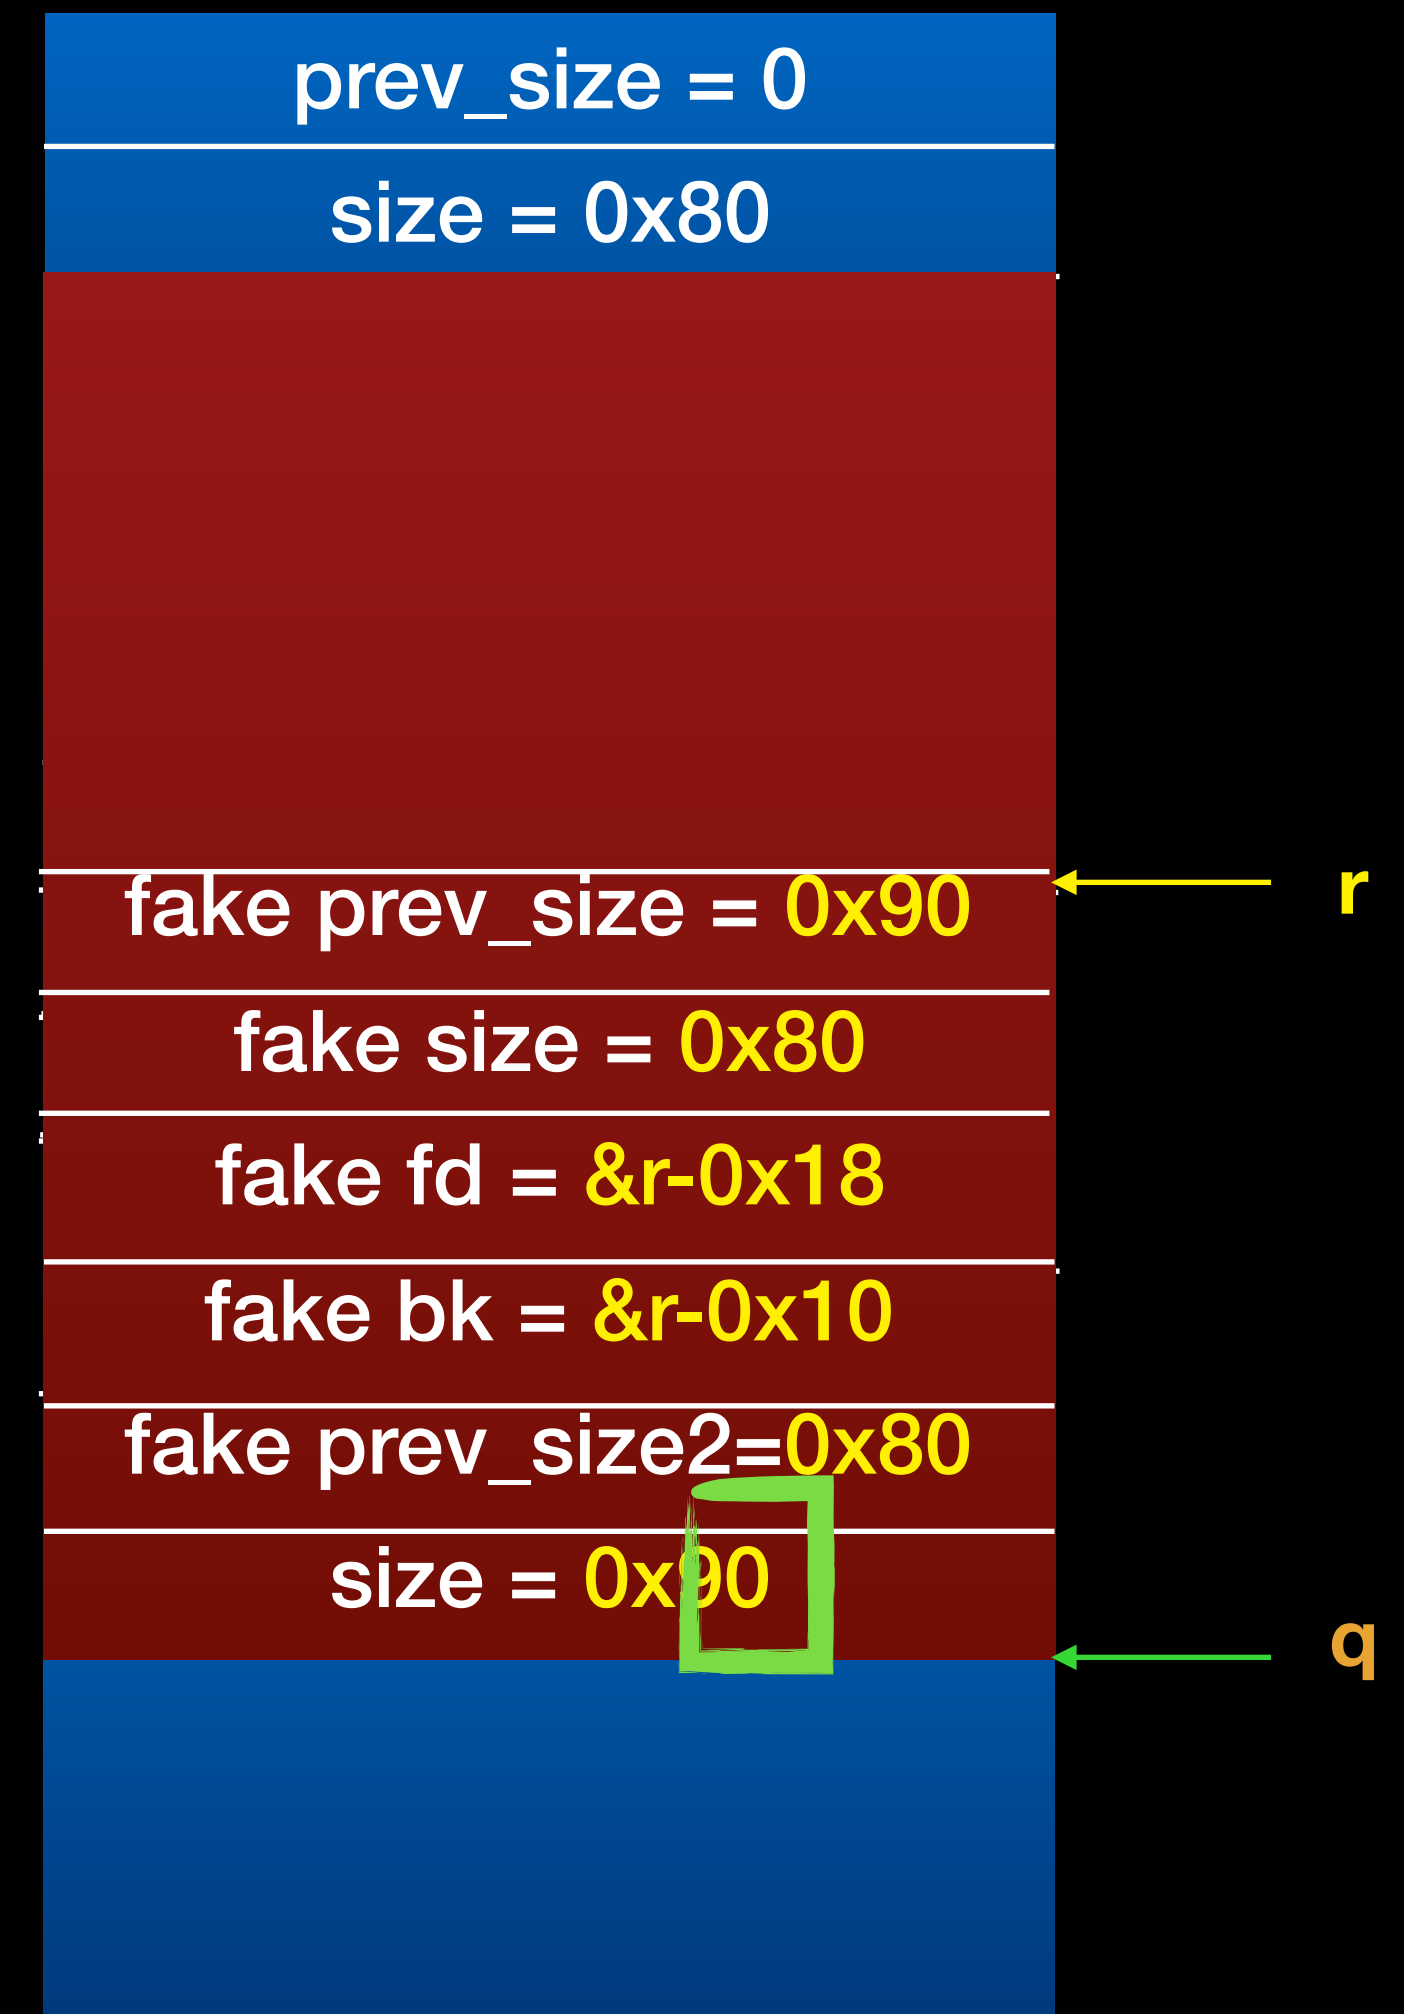 prev_size = 0
size = 0x80
fake prev_size = 0x90
r
fake size = 0x80
fake fd = &r-0x18
fake bk = &r-0x10
fake prev_size2=0x80
size = 0x90
q